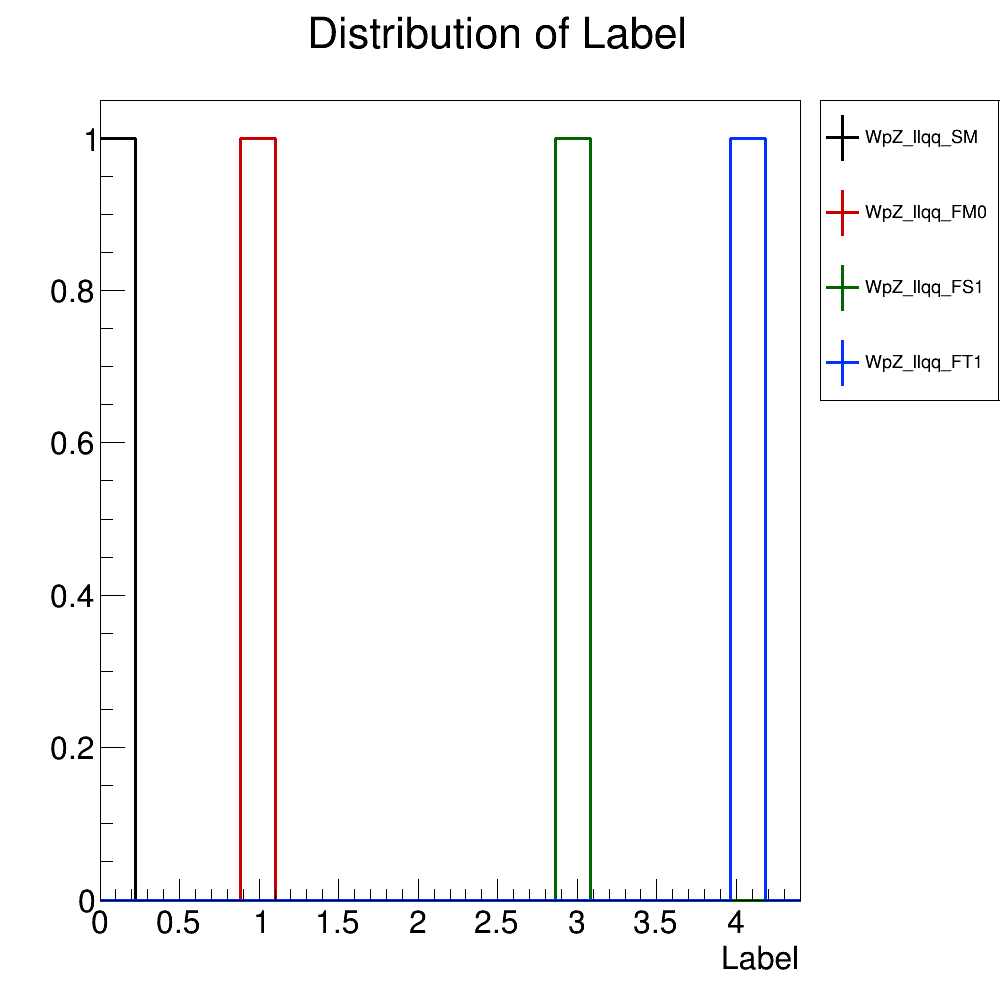 Distribution of Label
WpZ_llqq_SM
WpZ_llqq_FM0
WpZ_llqq_FS1
WpZ_llqq_FT1
1
0.8
0.6
0.4
0.2
0
0 0.5 1 1.5 2 2.5 3 3.5 4
Label